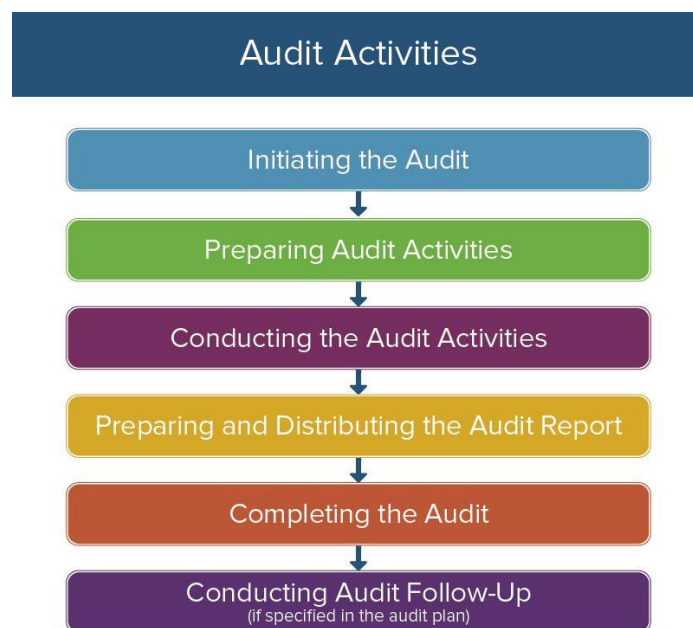 Audit Activities
Initiating the Audit
Preparing Audit Activities
Conducting the Audit Activities
Preparing and Distributing the Audit Report
Completing the Audit
Conducting Audit Follow-Up
(if specified in the audit plan)